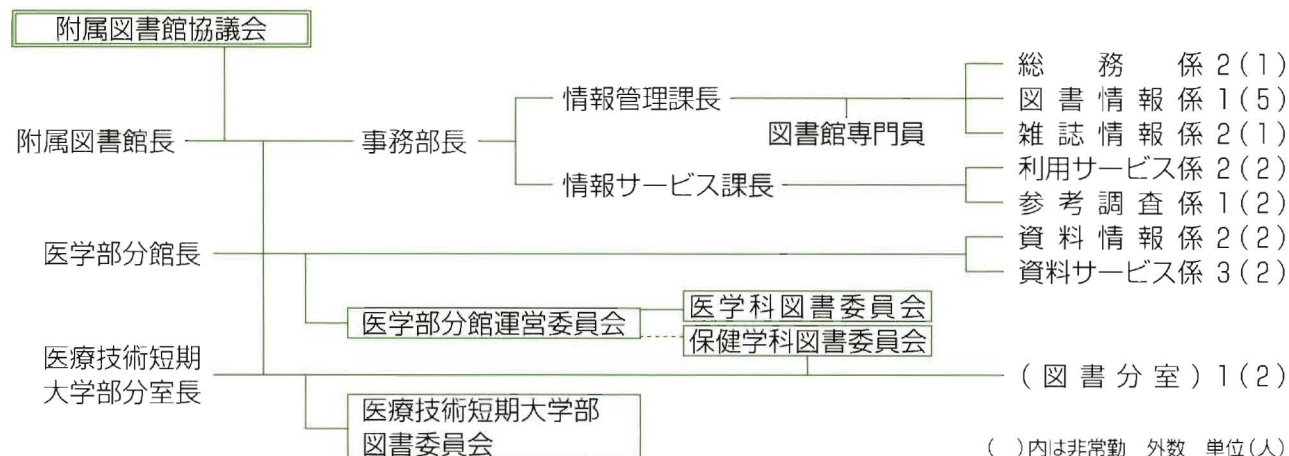 附属図書館協議会
附属図書館長
事務部長
情報管理課長
図書館専門員
総務係 2(1)
図書情報係 1(5)
雑誌情報係 2(1)
情報サービス課長
利用サービス係 2(2)
参考調査係 1(2)
医学部分館長
資料情報係 2(2)
資料サービス係 3(2)
医学部分館運営委員会
医学科図書委員会
保健学科図書委員会
医療技術短期
大学部分室長
(図書分室) 1(2)
医療技術短期大学部
図書委員会
( )内は非常勤 外数 単位(人)